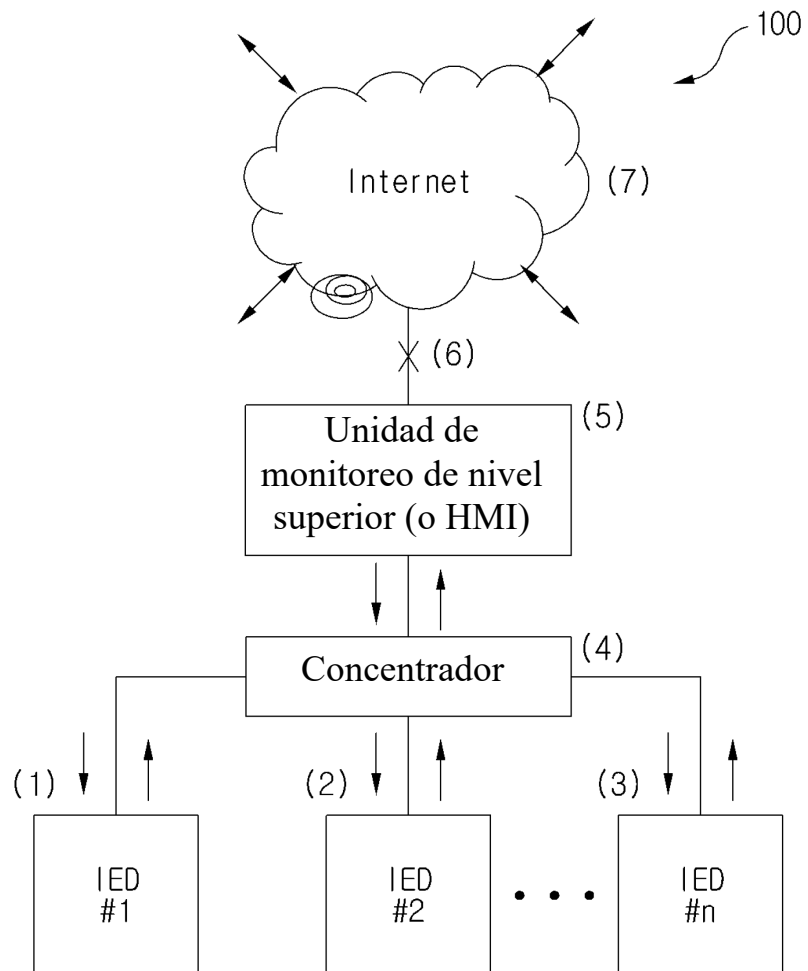 100
Internet
(7)
(6)
(5)
Unidad de
monitoreo de nivel
superior (o HMI)
(4)
Concentrador
(1)
(2)
(3)
IED
#1
IED
#2
IED
#n